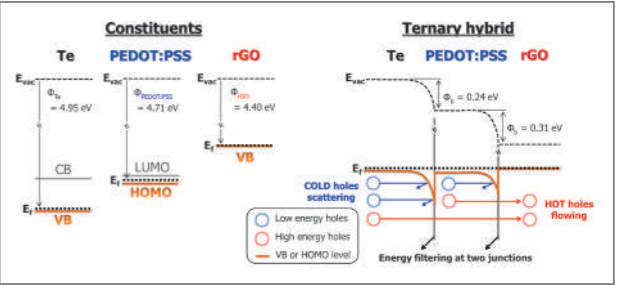 Constituents
Te PEDOT:PSS rGO
Evac
ΦTe
= 4.95 eV
CB
Ef
VB
Evac
ΦPEDOT:PSS
= 4.71 eV
LUMO
Ef
HOMO
Evac
ΦrGO
= 4.40 eV
Ef
VB
Ternary hybrid
Te PEDOT:PSS rGO
Evac
Φb = 0.24 eV
Φb = 0.31 eV
Ef
COLD holes
scattering
HOT holes
flowing
Low energy holes
High energy holes
VB or HOMO level
Energy filtering at two junctions